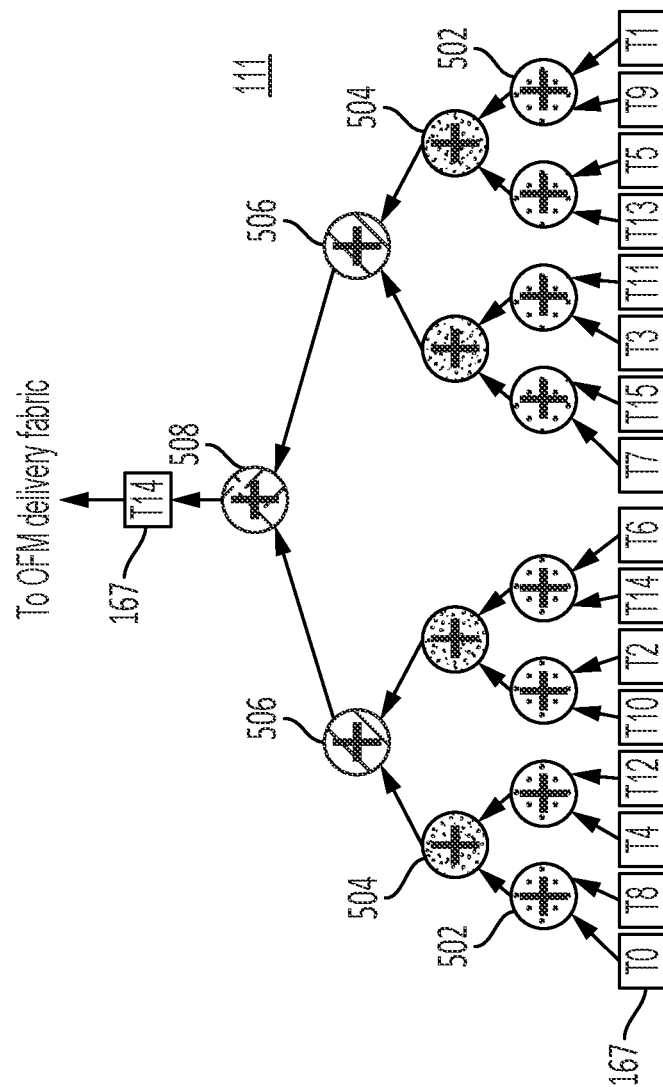 To OFM delivery fabric
111
T14
167
508
506
506
504
504
502
502
T0
T8
T4
T12
T10
T2
T14
T6
T7
T15
T3
T11
T13
T5
T9
T1
167